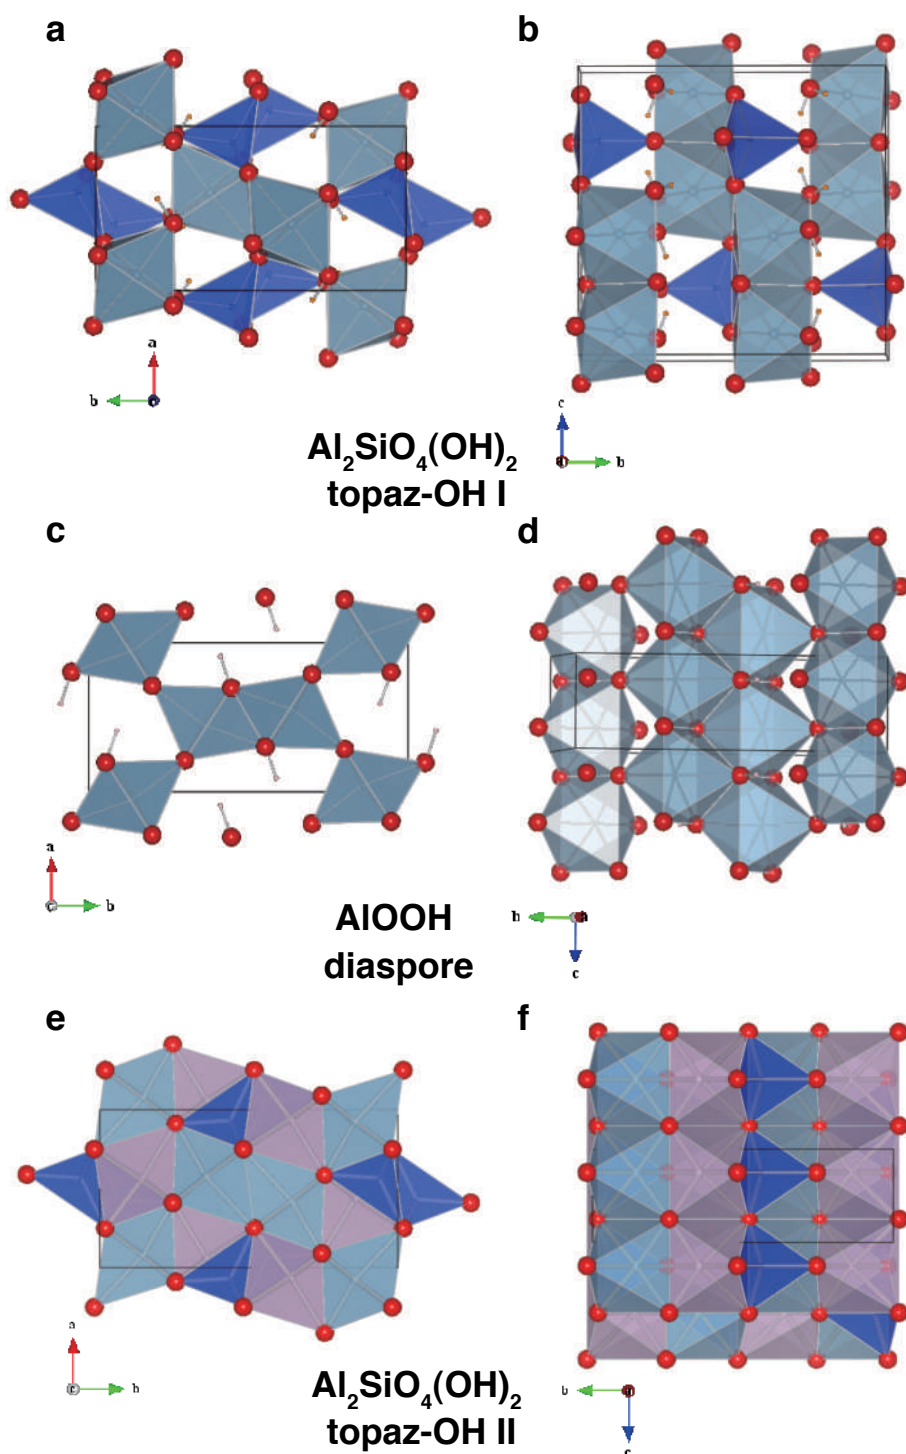 a
b
a
b
c
b
Al₂SiO₄(OH)₂
topaz-OH I
c
d
a
c
b
a
c
AlOOH
diaspore
e
f
b
Al₂SiO₄(OH)₂
topaz-OH II